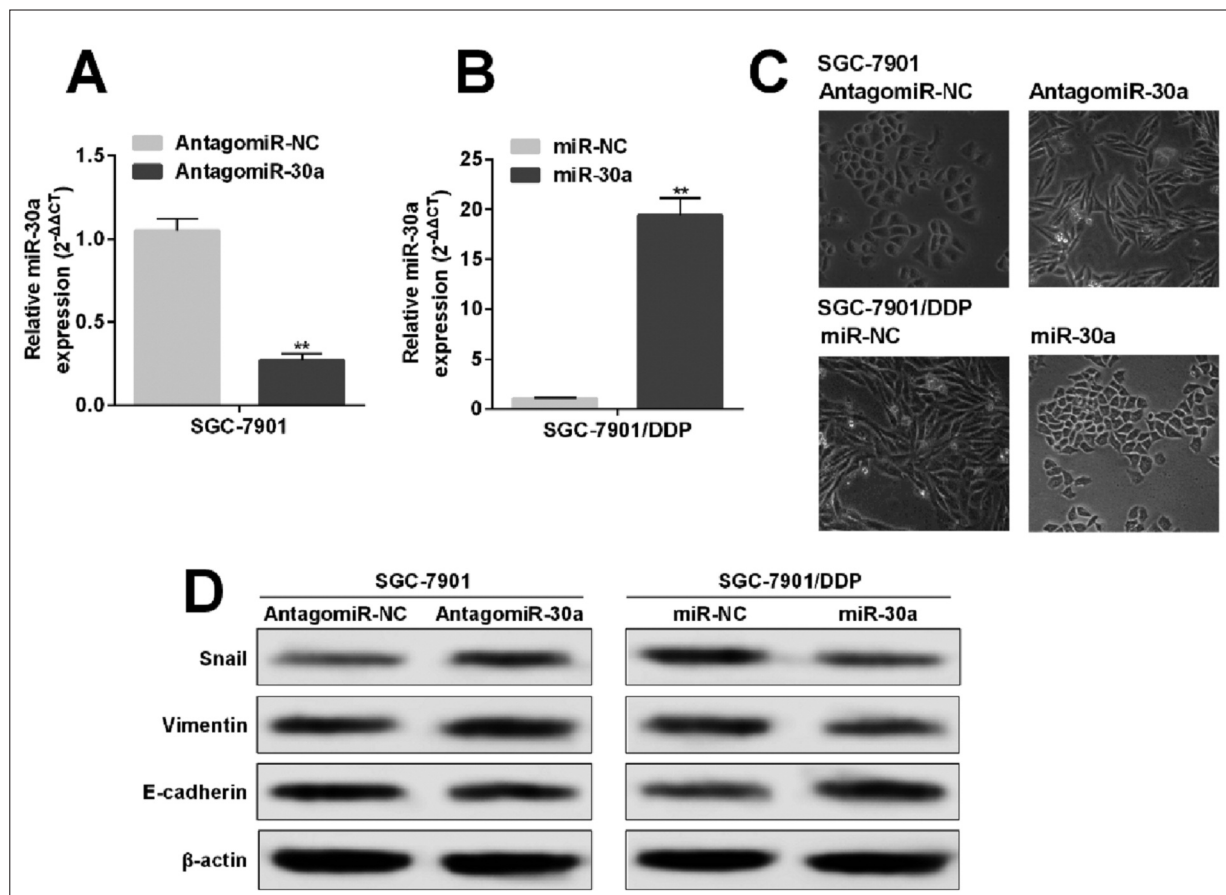 A
AntagomiR-NC
AntagomiR-30a
Relative miR-30a
expression (2-ΔΔCT)
1.5
1.0
0.5
0.0
**
SGC-7901
B
miR-NC
miR-30a
Relative miR-30a
expression (2-ΔΔCT)
25
20
15
10
5
0
**
SGC-7901/DDP
C
SGC-7901
AntagomiR-NC
AntagomiR-30a
SGC-7901/DDP
miR-NC
miR-30a
D
SGC-7901
SGC-7901/DDP
AntagomiR-NC
AntagomiR-30a
miR-NC
miR-30a
Snail
Vimentin
E-cadherin
β-actin